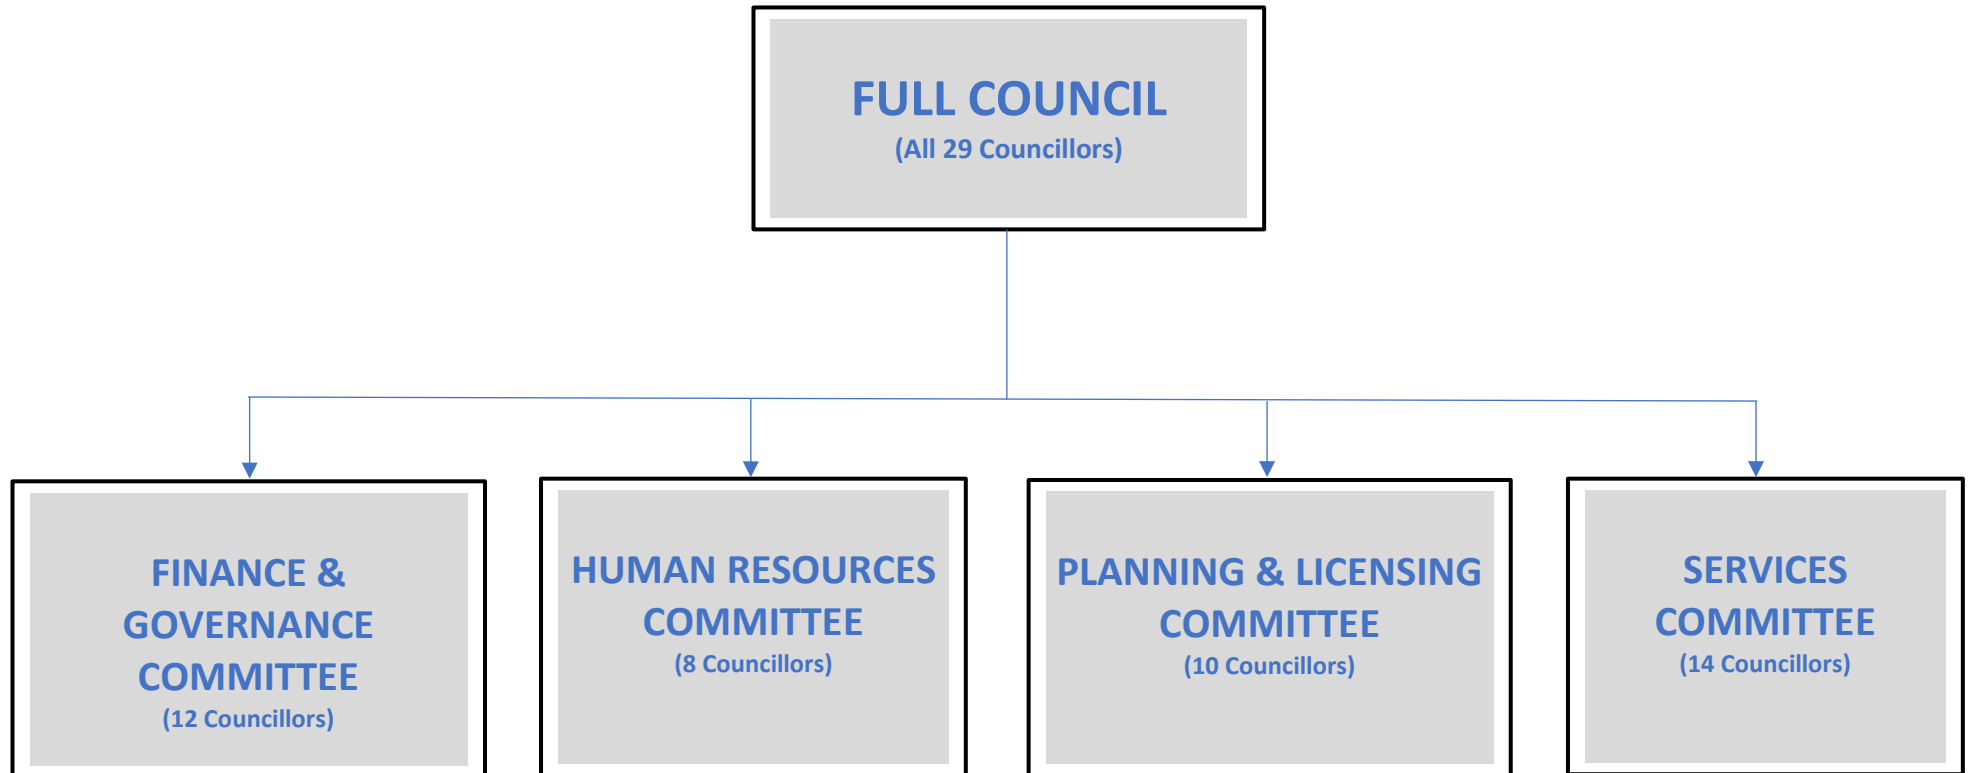 FULL COUNCIL
(All 29 Councillors)
FINANCE &
GOVERNANCE
COMMITTEE
(12 Councillors)
HUMAN RESOURCES
COMMITTEE
(8 Councillors)
PLANNING & LICENSING
COMMITTEE
(10 Councillors)
SERVICES
COMMITTEE
(14 Councillors)